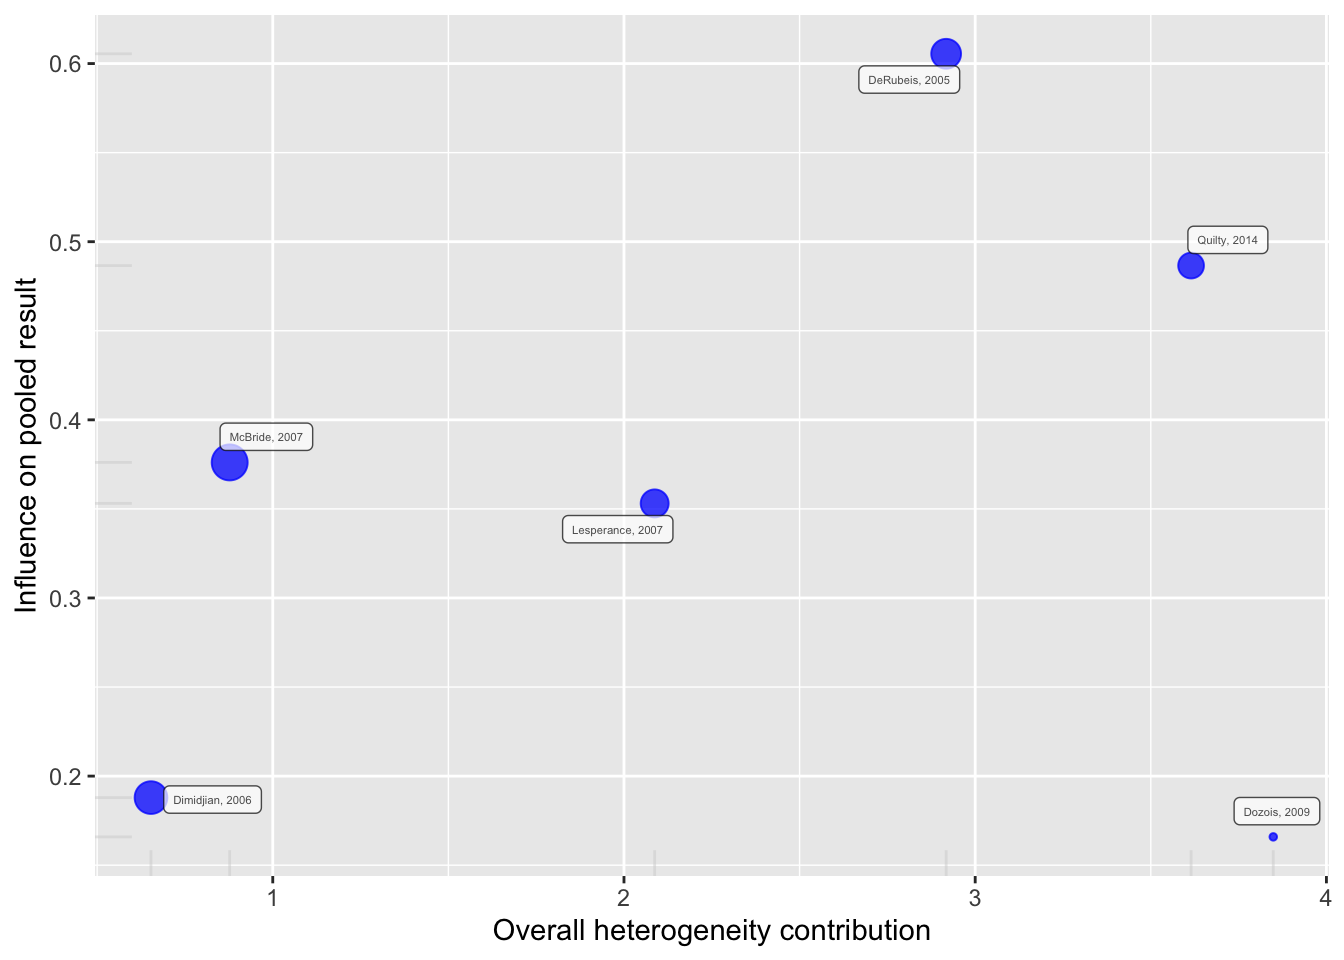 0.6
0.5
0.4
0.3
0.2
Influence on pooled result
DeRubeis, 2005
Quilty, 2014
McBride, 2007
Lesperance, 2007
Dimidjian, 2006
Dozois, 2009
1 2 3 4
Overall heterogeneity contribution